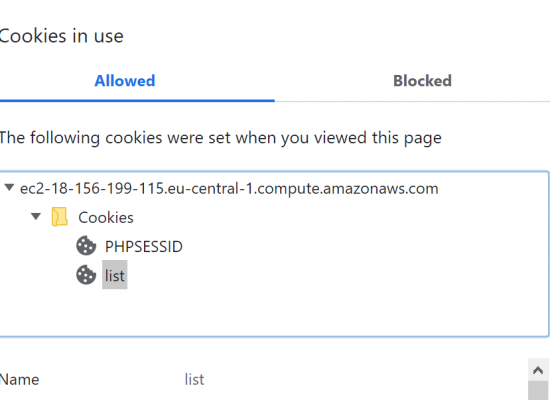 Cookies in use
Allowed Blocked
The following cookies were set when you viewed this page
ec2-18-156-199-115.eu-central-1.compute.amazonaws.com
Cookies
PHPSESSID
list
Name list